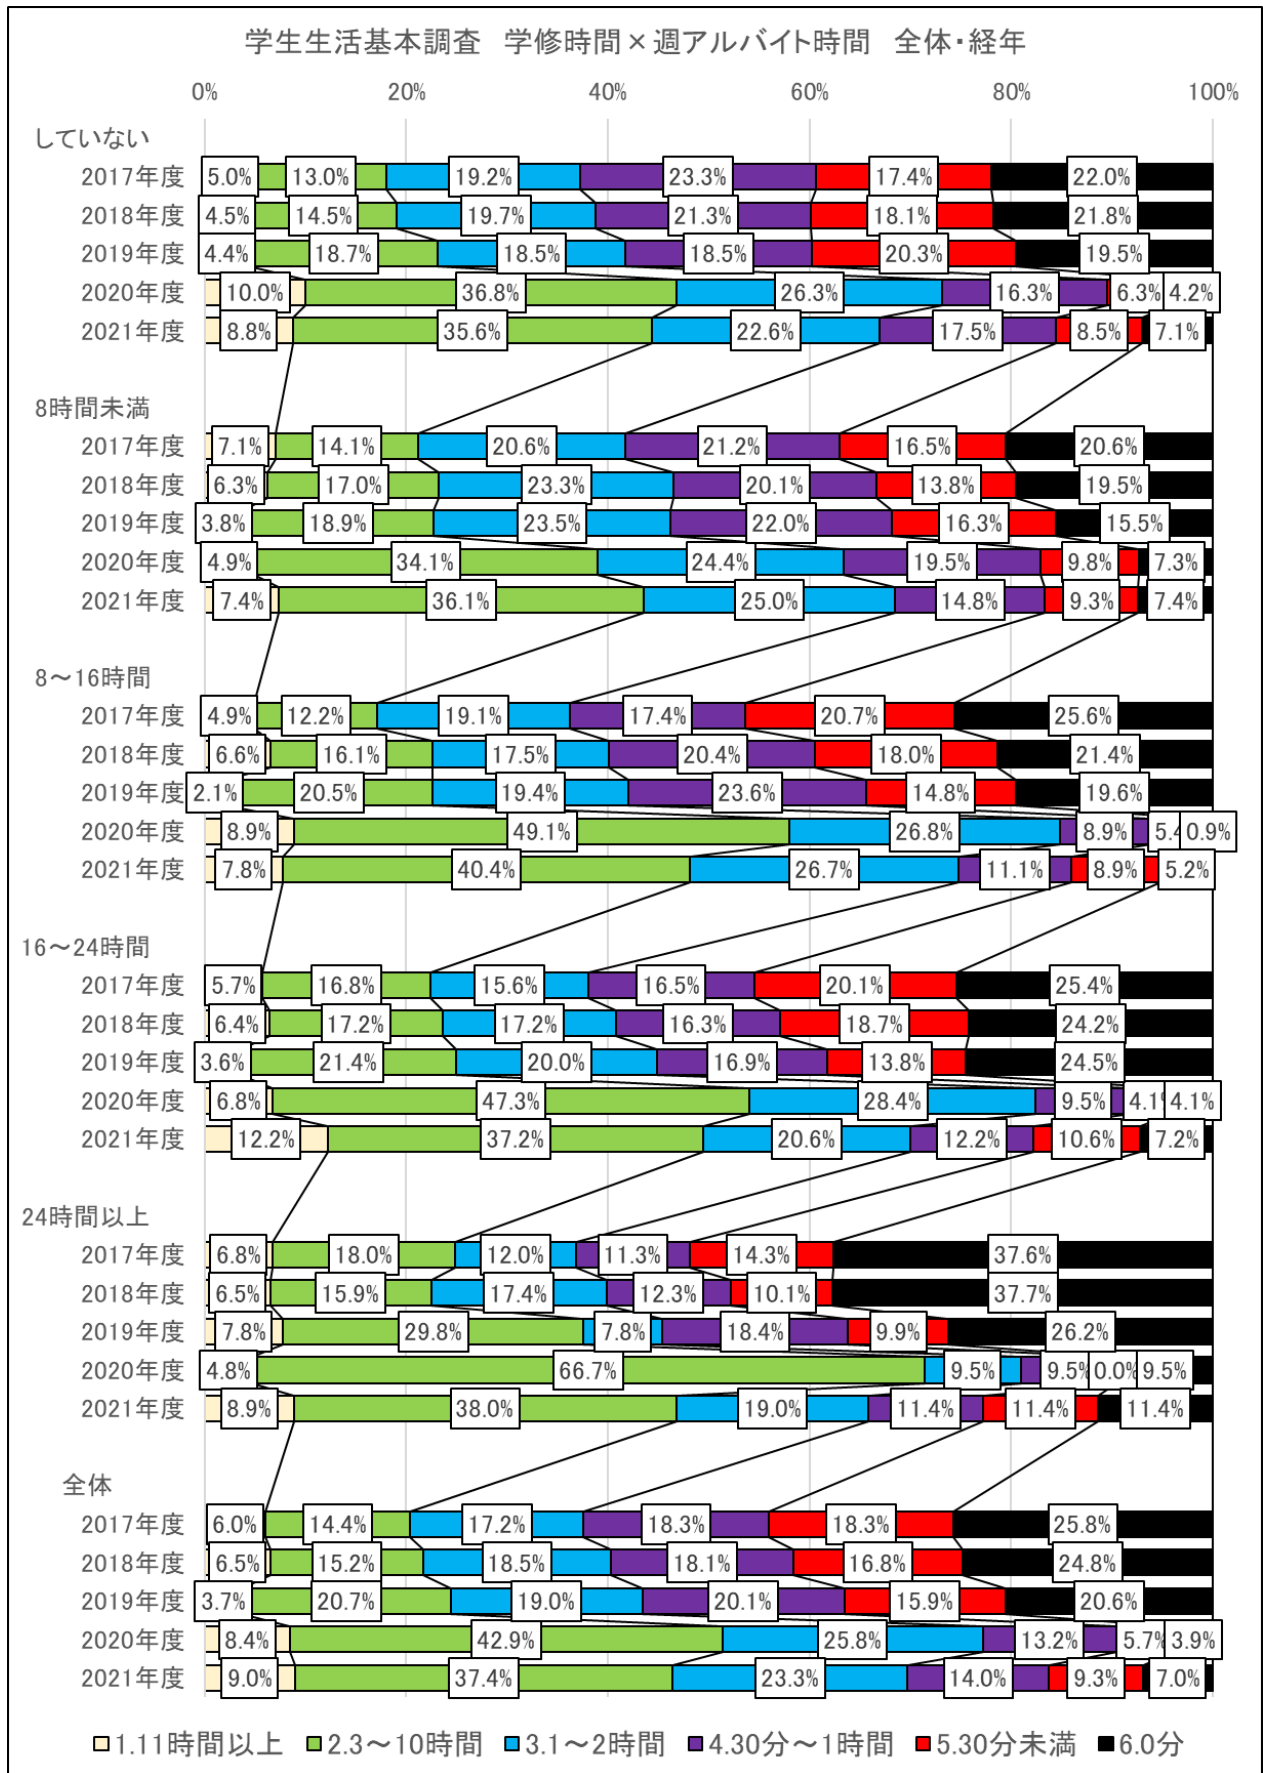 学生生活基本調査　学修時間×週アルバイト時間　全体・経年
0% 20% 40% 60% 80% 100%
していない
2017年度 5.0% 13.0% 19.2% 23.3% 17.4% 22.0%
2018年度 4.5% 14.5% 19.7% 21.3% 18.1% 21.8%
2019年度 4.4% 18.7% 18.5% 18.5% 20.3% 19.5%
2020年度 10.0% 36.8% 26.3% 16.3% 6.3% 4.2%
2021年度 8.8% 35.6% 22.6% 17.5% 8.5% 7.1%
8時間未満
2017年度 7.1% 14.1% 20.6% 21.2% 16.5% 20.6%
2018年度 6.3% 17.0% 23.3% 20.1% 13.8% 19.5%
2019年度 3.8% 18.9% 23.5% 22.0% 16.3% 15.5%
2020年度 4.9% 34.1% 24.4% 19.5% 9.8% 7.3%
2021年度 7.4% 36.1% 25.0% 14.8% 9.3% 7.4%
8～16時間
2017年度 4.9% 12.2% 19.1% 17.4% 20.7% 25.6%
2018年度 6.6% 16.1% 17.5% 20.4% 18.0% 21.4%
2019年度 2.1% 20.5% 19.4% 23.6% 14.8% 19.6%
2020年度 8.9% 49.1% 26.8% 8.9% 5.4 0.9%
2021年度 7.8% 40.4% 26.7% 11.1% 8.9% 5.2%
16～24時間
2017年度 5.7% 16.8% 15.6% 16.5% 20.1% 25.4%
2018年度 6.4% 17.2% 17.2% 16.3% 18.7% 24.2%
2019年度 3.6% 21.4% 20.0% 16.9% 13.8% 24.5%
2020年度 6.8% 47.3% 28.4% 9.5% 4.1% 4.1%
2021年度 12.2% 37.2% 20.6% 12.2% 10.6% 7.2%
24時間以上
2017年度 6.8% 18.0% 12.0% 11.3% 14.3% 37.6%
2018年度 6.5% 15.9% 17.4% 12.3% 10.1% 37.7%
2019年度 7.8% 29.8% 7.8% 18.4% 9.9% 26.2%
2020年度 4.8% 66.7% 9.5% 9.5% 0.0% 9.5%
2021年度 8.9% 38.0% 19.0% 11.4% 11.4% 11.4%
全体
2017年度 6.0% 14.4% 17.2% 18.3% 18.3% 25.8%
2018年度 6.5% 15.2% 18.5% 18.1% 16.8% 24.8%
2019年度 3.7% 20.7% 19.0% 20.1% 15.9% 20.6%
2020年度 8.4% 42.9% 25.8% 13.2% 5.7% 3.9%
2021年度 9.0% 37.4% 23.3% 14.0% 9.3% 7.0%
1.11時間以上 2.3～10時間 3.1～2時間 4.30分～1時間 5.30分未満 6.0分